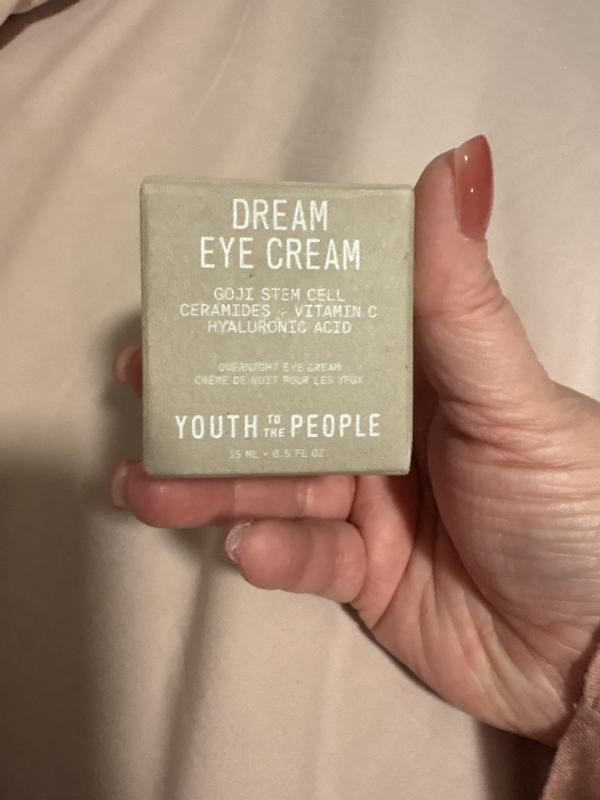 DREAM
EYE CREAM
GOJI STEM CELL
CERAMIDES + VITAMIN C
HYALURONIC ACID
OVERNIGHT EYE CREAM
CRÈME DE NUIT POUR LES YEUX
YOUTH TO THE PEOPLE
15 ML • 0.5 FL OZ